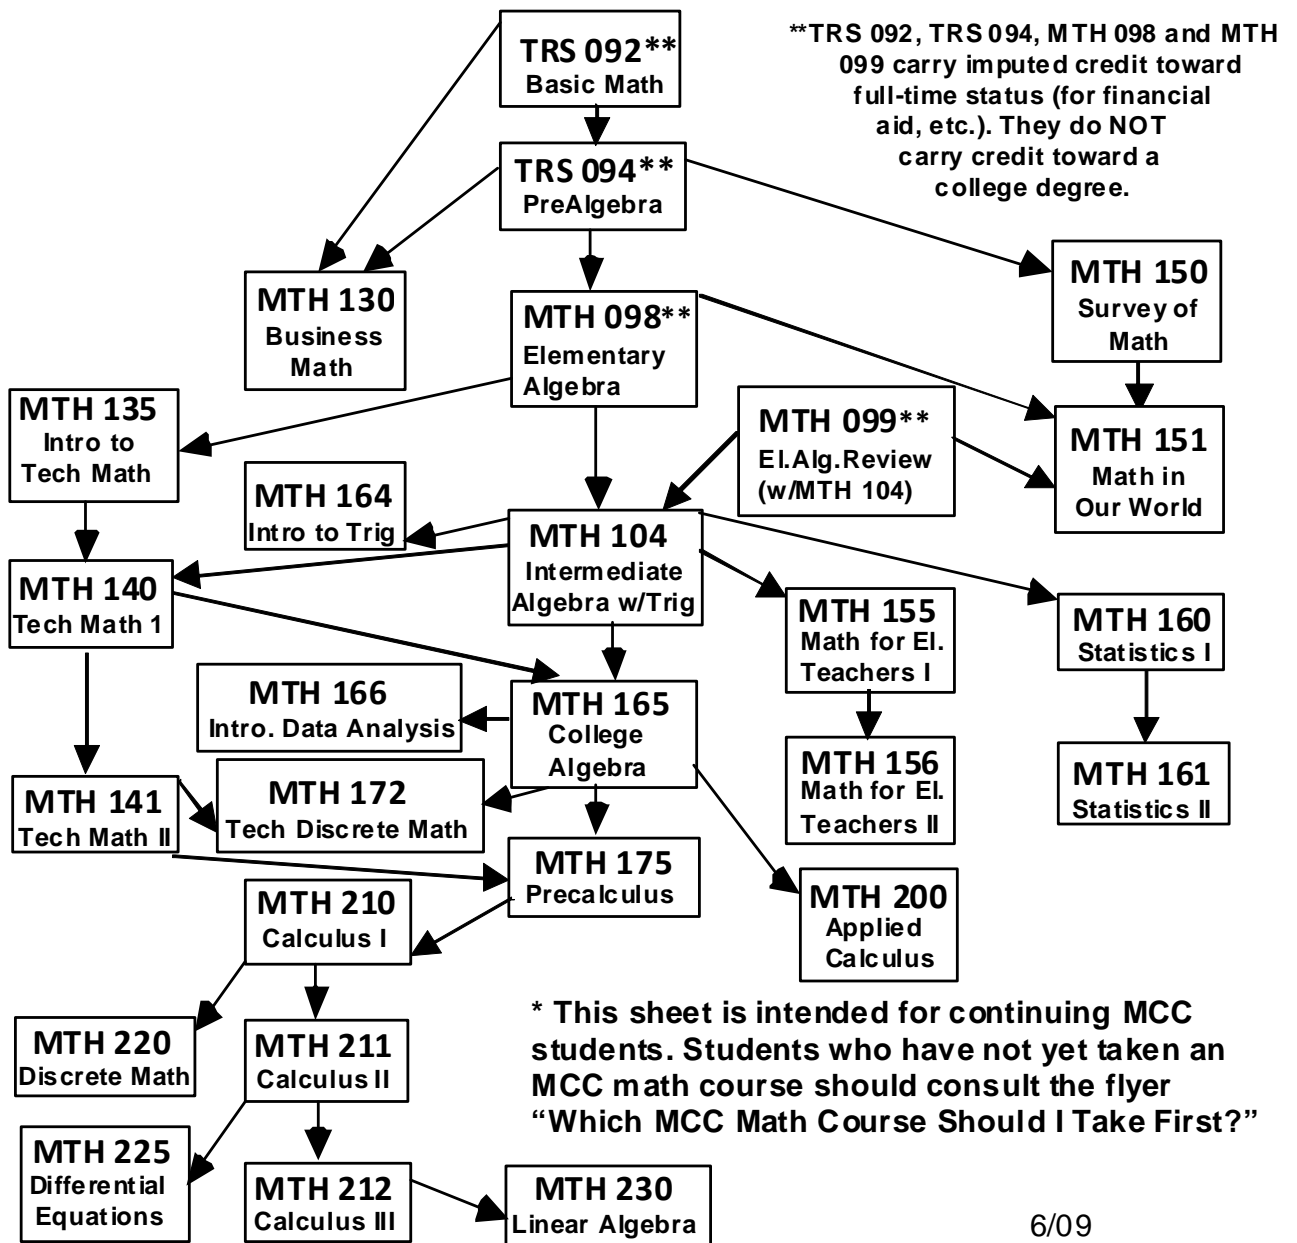 TRS 092**
Basic Math
**TRS 092, TRS 094, MTH 098 and MTH
099 carry imputed credit toward
full-time status (for financial
aid, etc.). They do NOT
carry credit toward a
college degree.
TRS 094**
PreAlgebra
MTH 130
Business
Math
MTH 098**
Elementary
Algebra
MTH 150
Survey of
Math
MTH 135
Intro to
Tech Math
MTH 099**
El.Alg.Review
(w/MTH 104)
MTH 151
Math in
Our World
MTH 164
Intro to Trig
MTH 104
Intermediate
Algebra w/Trig
MTH 140
Tech Math 1
MTH 155
Math for El.
Teachers I
MTH 160
Statistics I
MTH 166
Intro. Data Analysis
MTH 165
College
Algebra
MTH 156
Math for El.
Teachers II
MTH 161
Statistics II
MTH 141
Tech Math II
MTH 172
Tech Discrete Math
MTH 175
Precalculus
MTH 200
Applied
Calculus
MTH 210
Calculus I
* This sheet is intended for continuing MCC
students. Students who have not yet taken an
MCC math course should consult the flyer
“Which MCC Math Course Should I Take First?”
MTH 220
Discrete Math
MTH 211
Calculus II
MTH 225
Differential
Equations
MTH 212
Calculus III
MTH 230
Linear Algebra
6/09